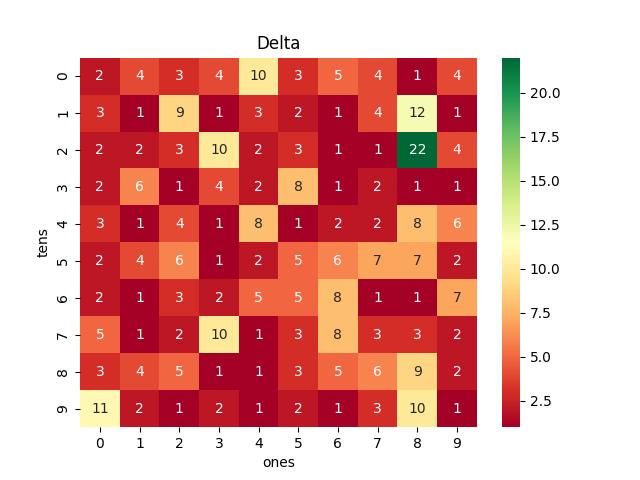 Delta
tens
0 2 4 3 4 10 3 5 4 1 4
1 3 1 9 1 3 2 1 4 12 1
2 2 2 3 10 2 3 1 1 22 4
3 2 6 1 4 2 8 1 2 1 1
4 3 1 4 1 8 1 2 2 8 6
5 2 4 6 1 2 5 6 7 7 2
6 2 1 3 2 5 5 8 1 1 7
7 5 1 2 10 1 3 8 3 3 2
8 3 4 5 1 1 3 5 6 9 2
9 11 2 1 2 1 2 1 3 10 1
0 1 2 3 4 5 6 7 8 9
ones
20.0
17.5
15.0
12.5
10.0
7.5
5.0
2.5